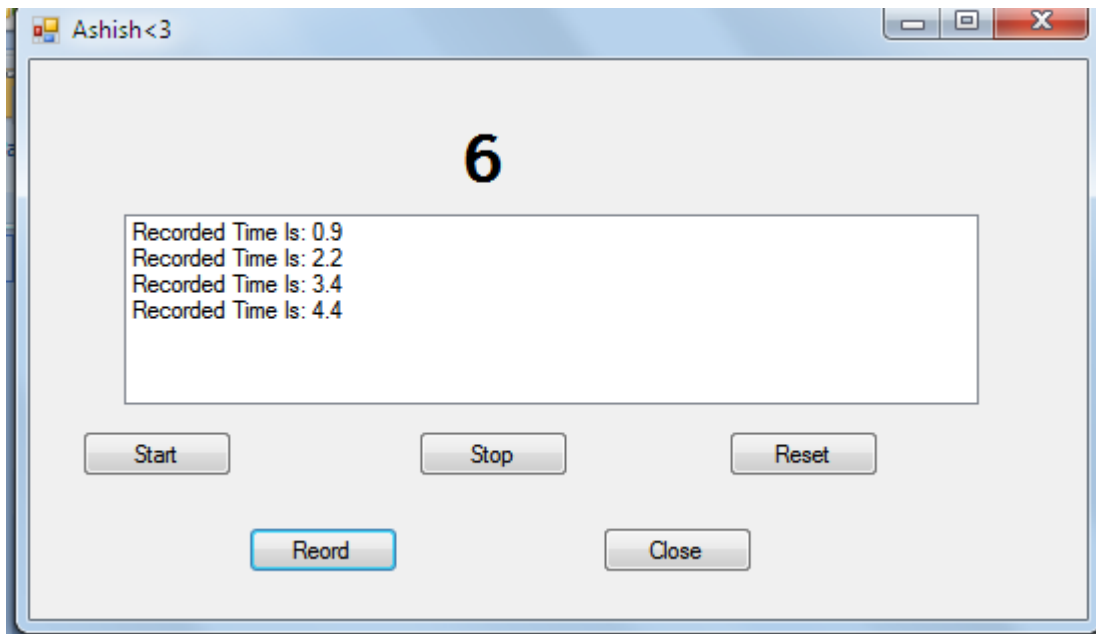 Ashish<3
6
Recorded Time Is: 0.9
Recorded Time Is: 2.2
Recorded Time Is: 3.4
Recorded Time Is: 4.4
Start Stop Reset
Reord Close